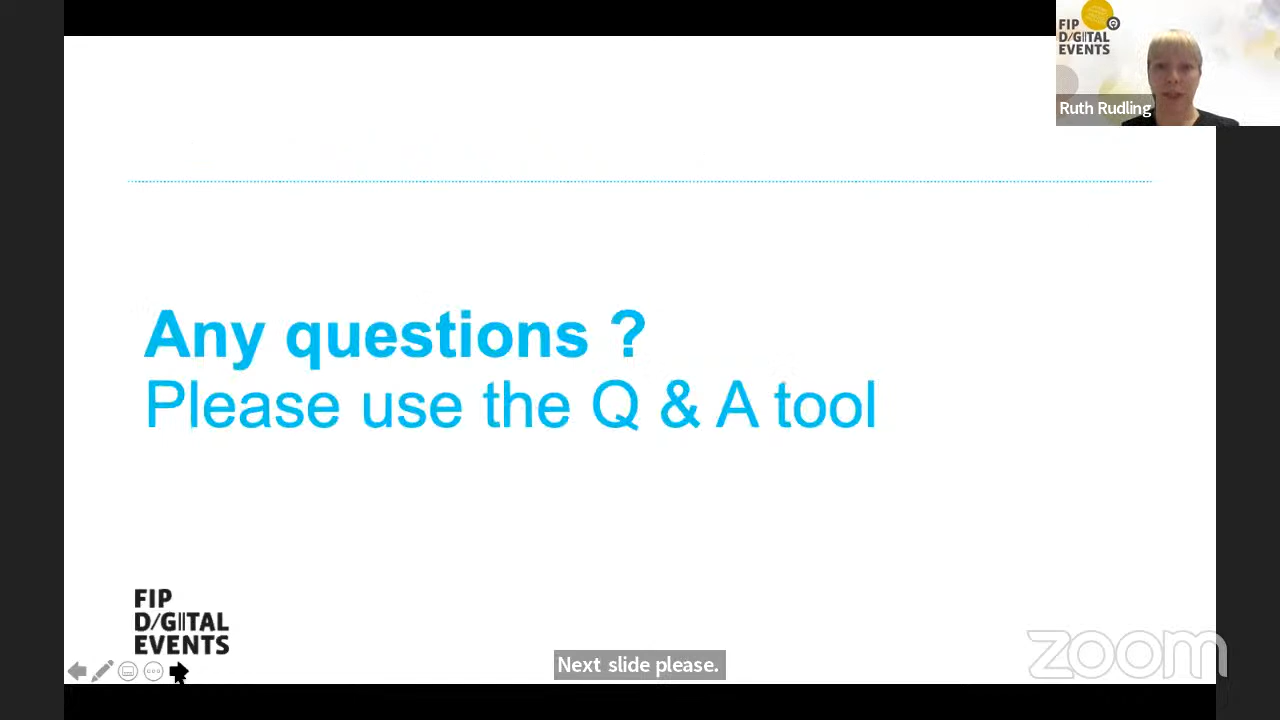 FIP
D/GITAL
EVENTS
Ruth Rudling
Any questions ?
Please use the Q & A tool
FIP
D/GITAL
EVENTS
Next slide please.
zoom